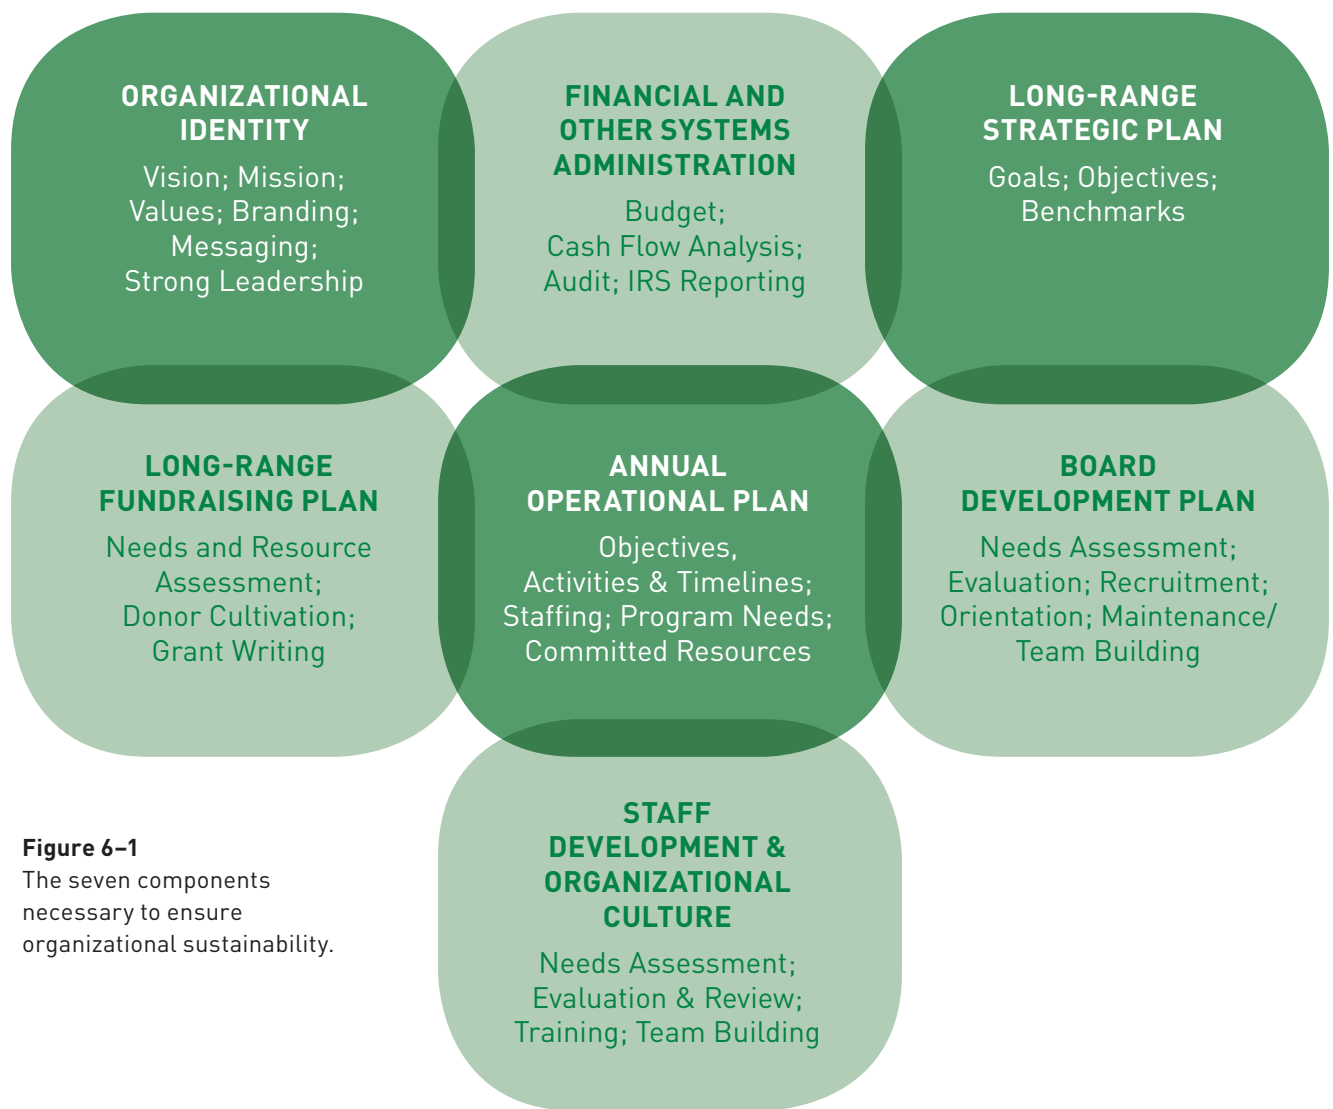 ORGANIZATIONAL
IDENTITY
Vision; Mission;
Values; Branding;
Messaging;
Strong Leadership
FINANCIAL AND
OTHER SYSTEMS
ADMINISTRATION
Budget;
Cash Flow Analysis;
Audit; IRS Reporting
LONG-RANGE
STRATEGIC PLAN
Goals; Objectives;
Benchmarks
LONG-RANGE
FUNDRAISING PLAN
Needs and Resource
Assessment;
Donor Cultivation;
Grant Writing
ANNUAL
OPERATIONAL PLAN
Objectives,
Activities & Timelines;
Staffing; Program Needs;
Committed Resources
BOARD
DEVELOPMENT PLAN
Needs Assessment;
Evaluation; Recruitment;
Orientation; Maintenance/
Team Building
STAFF
DEVELOPMENT &
ORGANIZATIONAL
CULTURE
Needs Assessment;
Evaluation & Review;
Training; Team Building
Figure 6–1
The seven components
necessary to ensure
organizational sustainability.